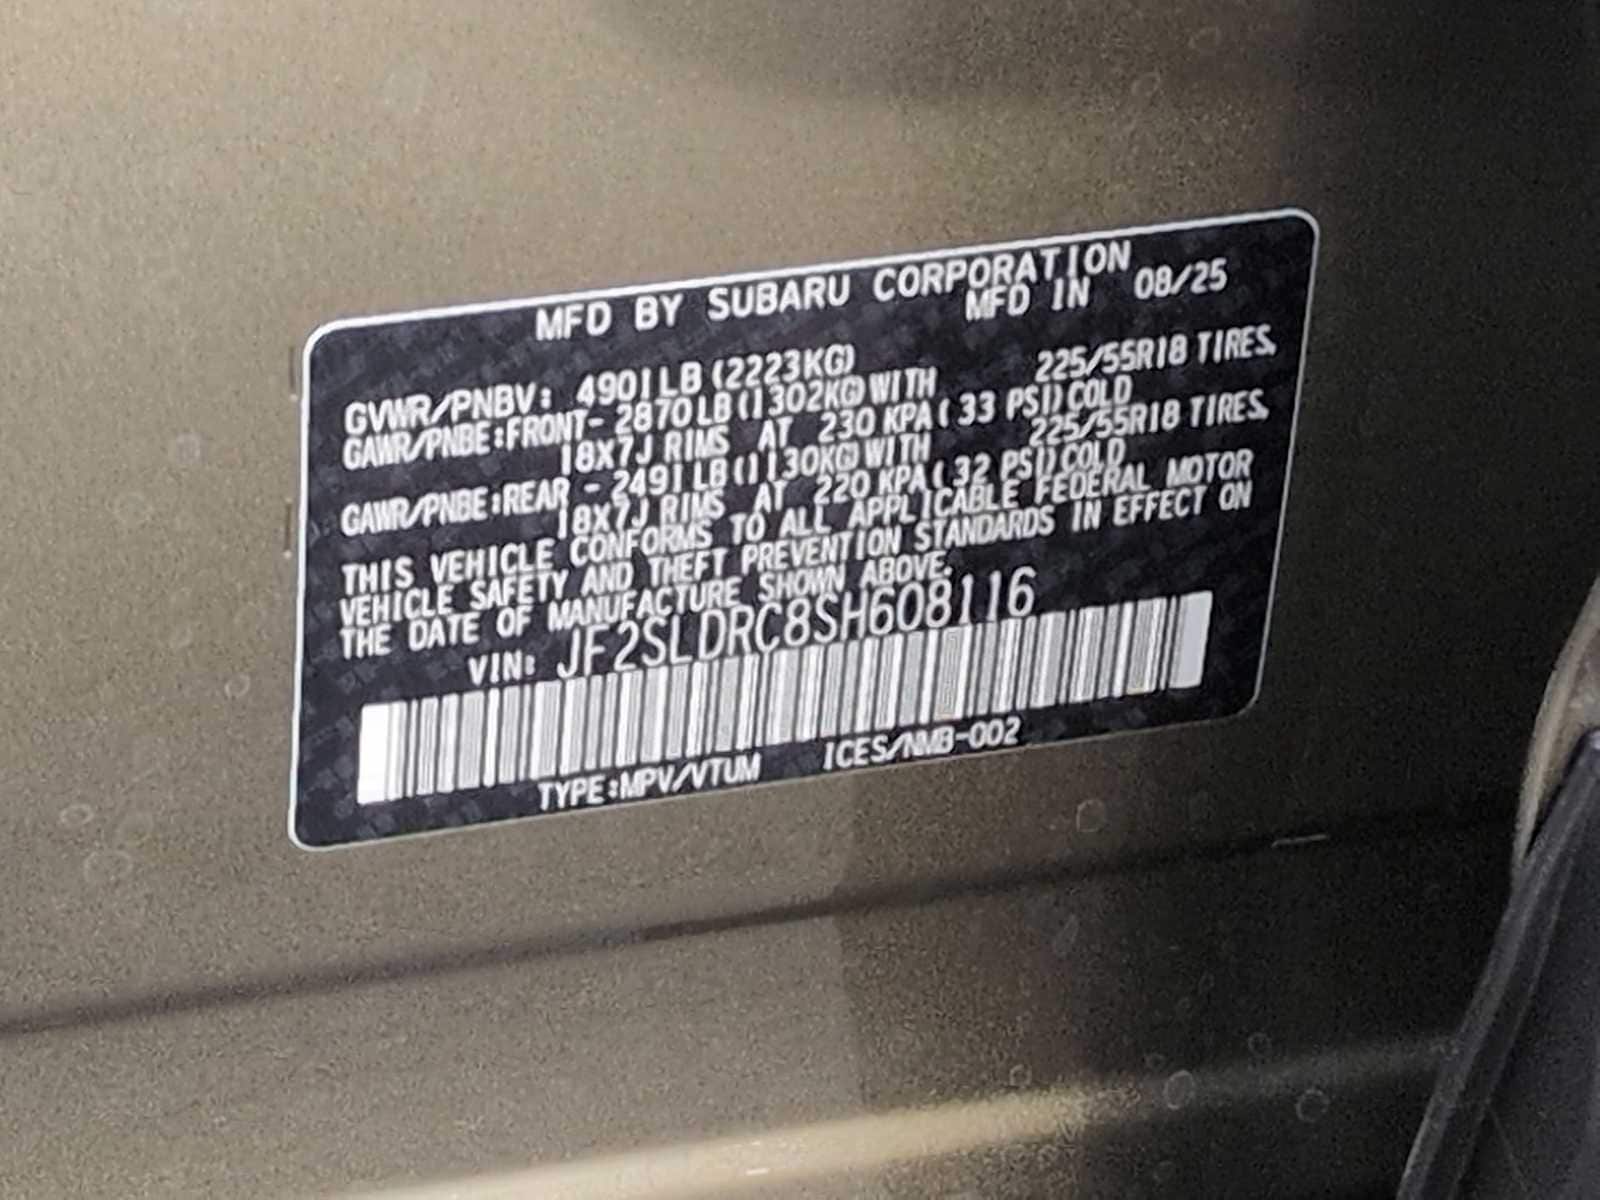 MFD BY SUBARU CORPORATION
MFD IN 08/25
GVWR/PNBV: 4901LB (2223KG)
GAWR/PNBE:FRONT- 2870LB(1302KG)WITH 225/55R18 TIRES,
18X7J RIMS AT 230 KPA( 33 PSI)COLD
GAWR/PNBE:REAR - 2491LB(1130KG)WITH 225/55R18 TIRES,
18X7J RIMS AT 220 KPA( 32 PSI)COLD
THIS VEHICLE CONFORMS TO ALL APPLICABLE FEDERAL MOTOR
VEHICLE SAFETY AND THEFT PREVENTION STANDARDS IN EFFECT ON
THE DATE OF MANUFACTURE SHOWN ABOVE.
VIN: JF2SLDRC8SH608116
TYPE:MPV/VTUM ICES/NMB-002